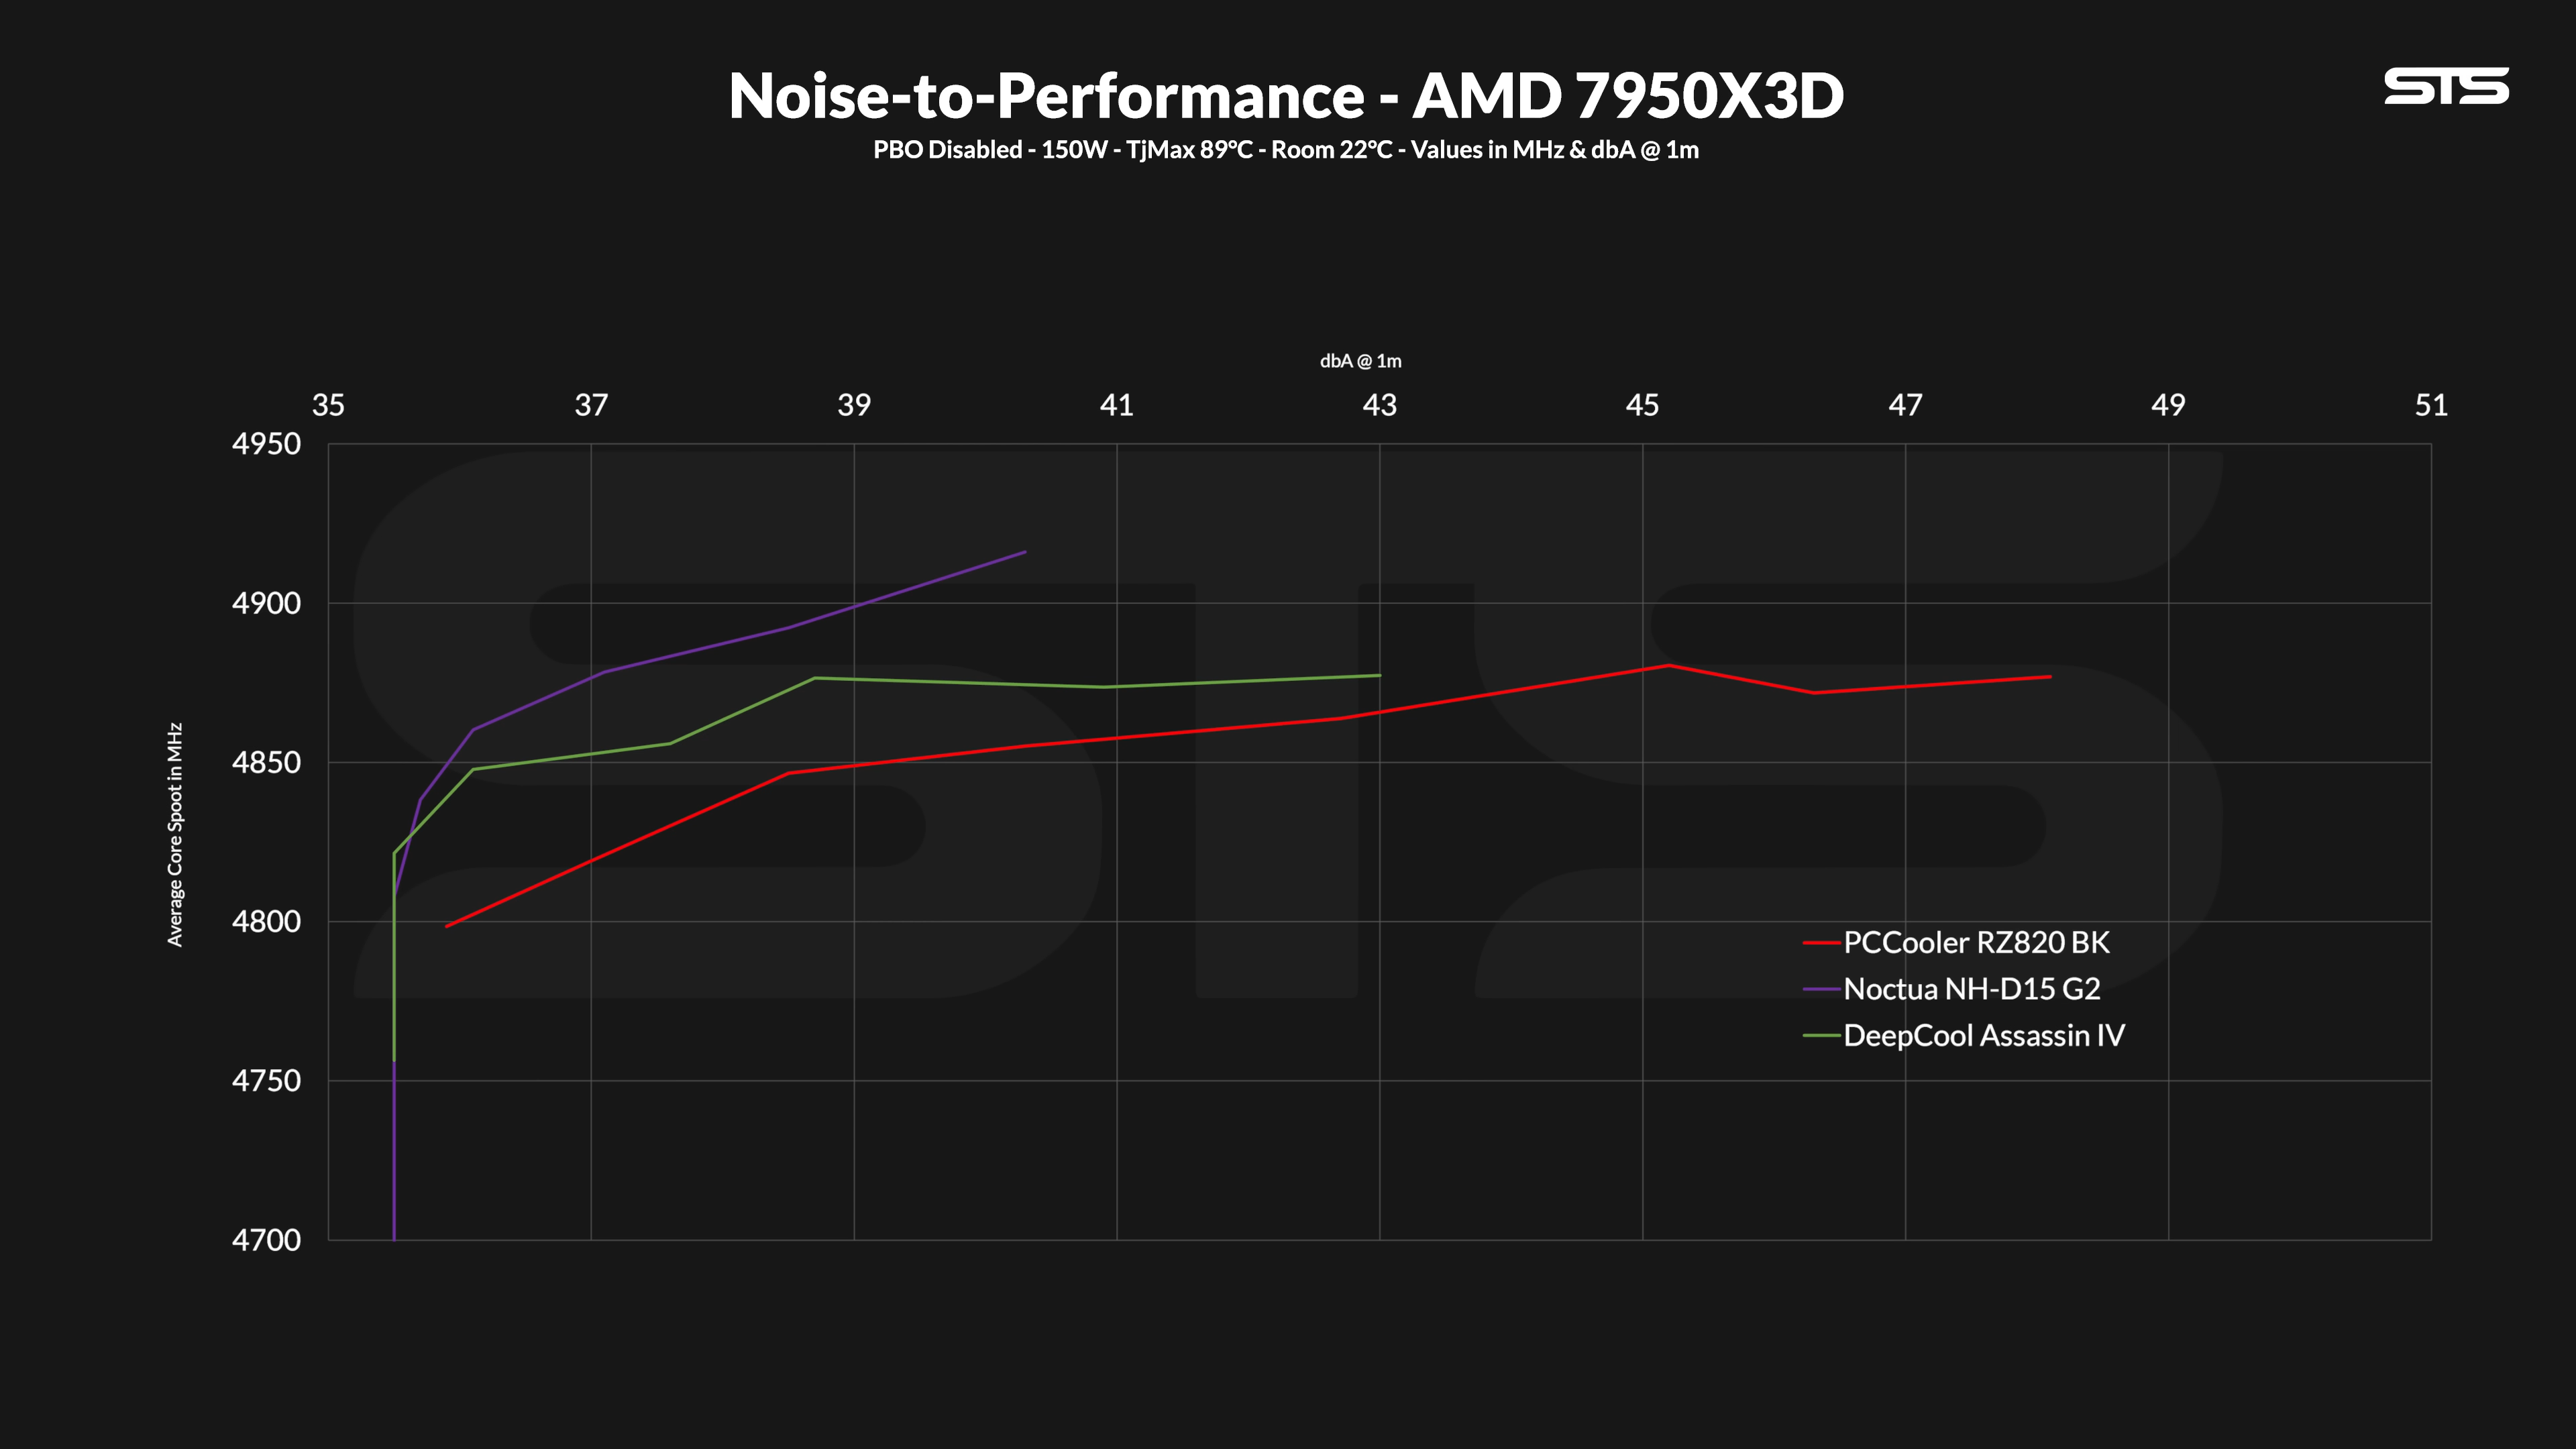 Noise-to-Performance - AMD 7950X3D
STS
PBO Disabled - 150W - TjMax 89°C - Room 22°C - Values in MHz & dbA @ 1m
dbA @ 1m
35 37 39 41 43 45 47 49 51
4950
4900
4850
4800
4750
4700
Average Core Spoot in MHz
STS
PCCooler RZ820 BK
Noctua NH-D15 G2
DeepCool Assassin IV